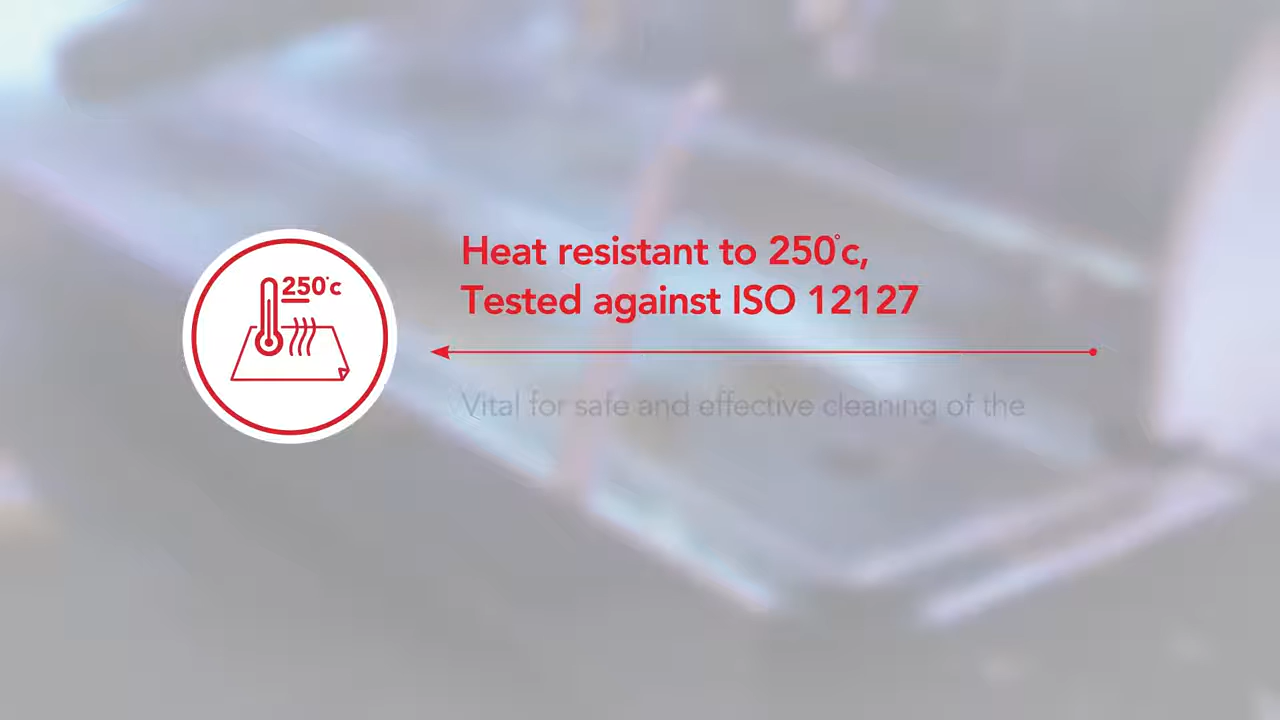 250°c
Heat resistant to 250°c,
Tested against ISO 12127
Vital for safe and effective cleaning of the